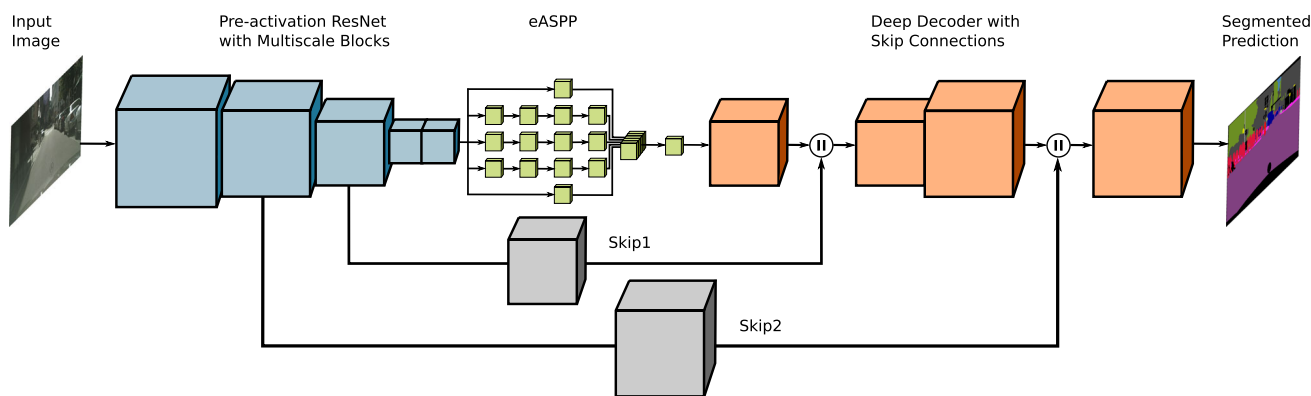 Input
Image
Pre-activation ResNet
with Multiscale Blocks
eASPP
Deep Decoder with
Skip Connections
Segmented
Prediction
Skip1
Skip2